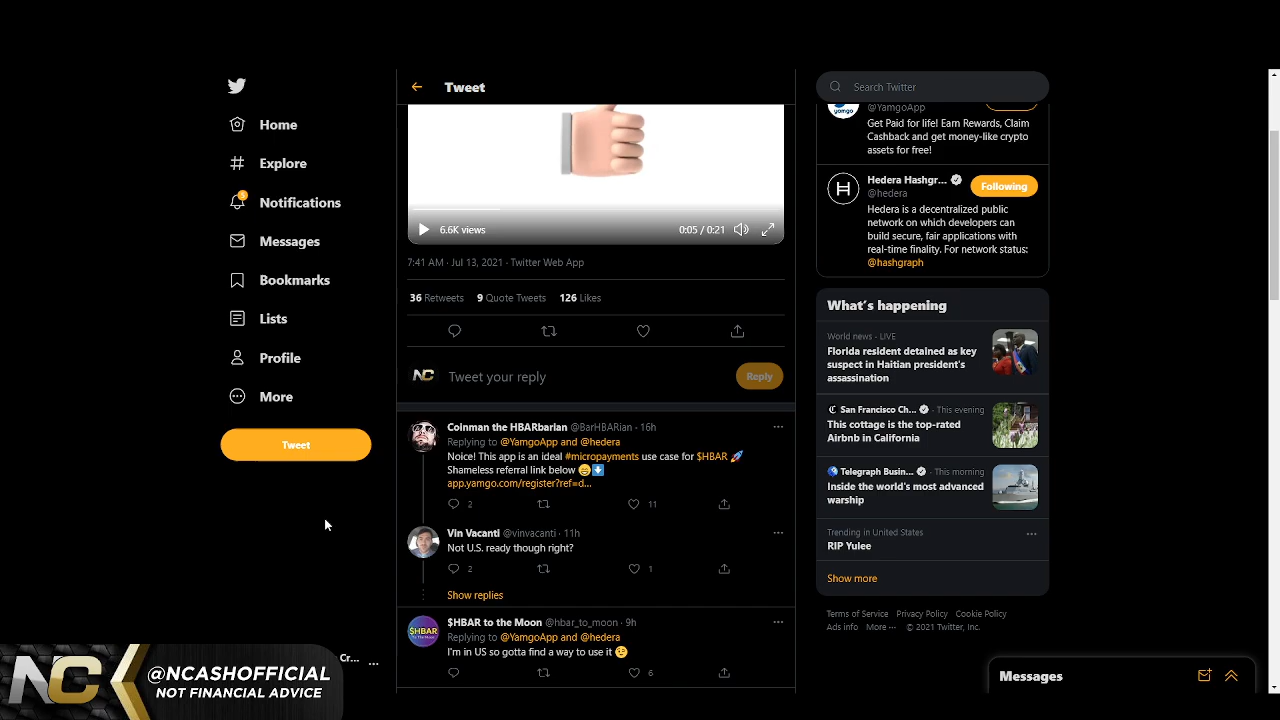 Home
Explore
5
Notifications
Messages
Bookmarks
Lists
Profile
More
Tweet
Cr...
NC
@NCASHOFFICIAL
NOT FINANCIAL ADVICE
Tweet
6.6K views
0:05 / 0:21
7:41 AM · Jul 13, 2021 · Twitter Web App
36 Retweets 9 Quote Tweets 126 Likes
NC
Tweet your reply
Reply
Coinman the HBARbarian @BarHBARian · 16h
Replying to @YamgoApp and @hedera
Noice! This app is an ideal #micropayments use case for $HBAR 🚀
Shameless referral link below 😄⬇️
app.yamgo.com/register?ref=d...
2
11
Vin Vacanti @vinvacanti · 11h
Not U.S. ready though right?
2
1
Show replies
$HBAR
To The Moon
$HBAR to the Moon @hbar_to_moon · 9h
Replying to @YamgoApp and @hedera
I'm in US so gotta find a way to use it 😉
6
Search Twitter
yamgo
@YamgoApp
Get Paid for life! Earn Rewards, Claim
Cashback and get money-like crypto
assets for free!
Hedera Hashgr...
@hedera
Following
Hedera is a decentralized public
network on which developers can
build secure, fair applications with
real-time finality. For network status:
@hashgraph
What's happening
World news · LIVE
Florida resident detained as key
suspect in Haitian president's
assassination
San Francisco Ch... · This evening
This cottage is the top-rated
Airbnb in California
Telegraph Busin... · This morning
Inside the world's most advanced
warship
Trending in United States
RIP Yulee
Show more
Terms of Service Privacy Policy Cookie Policy
Ads info More ··· © 2021 Twitter, Inc.
Messages